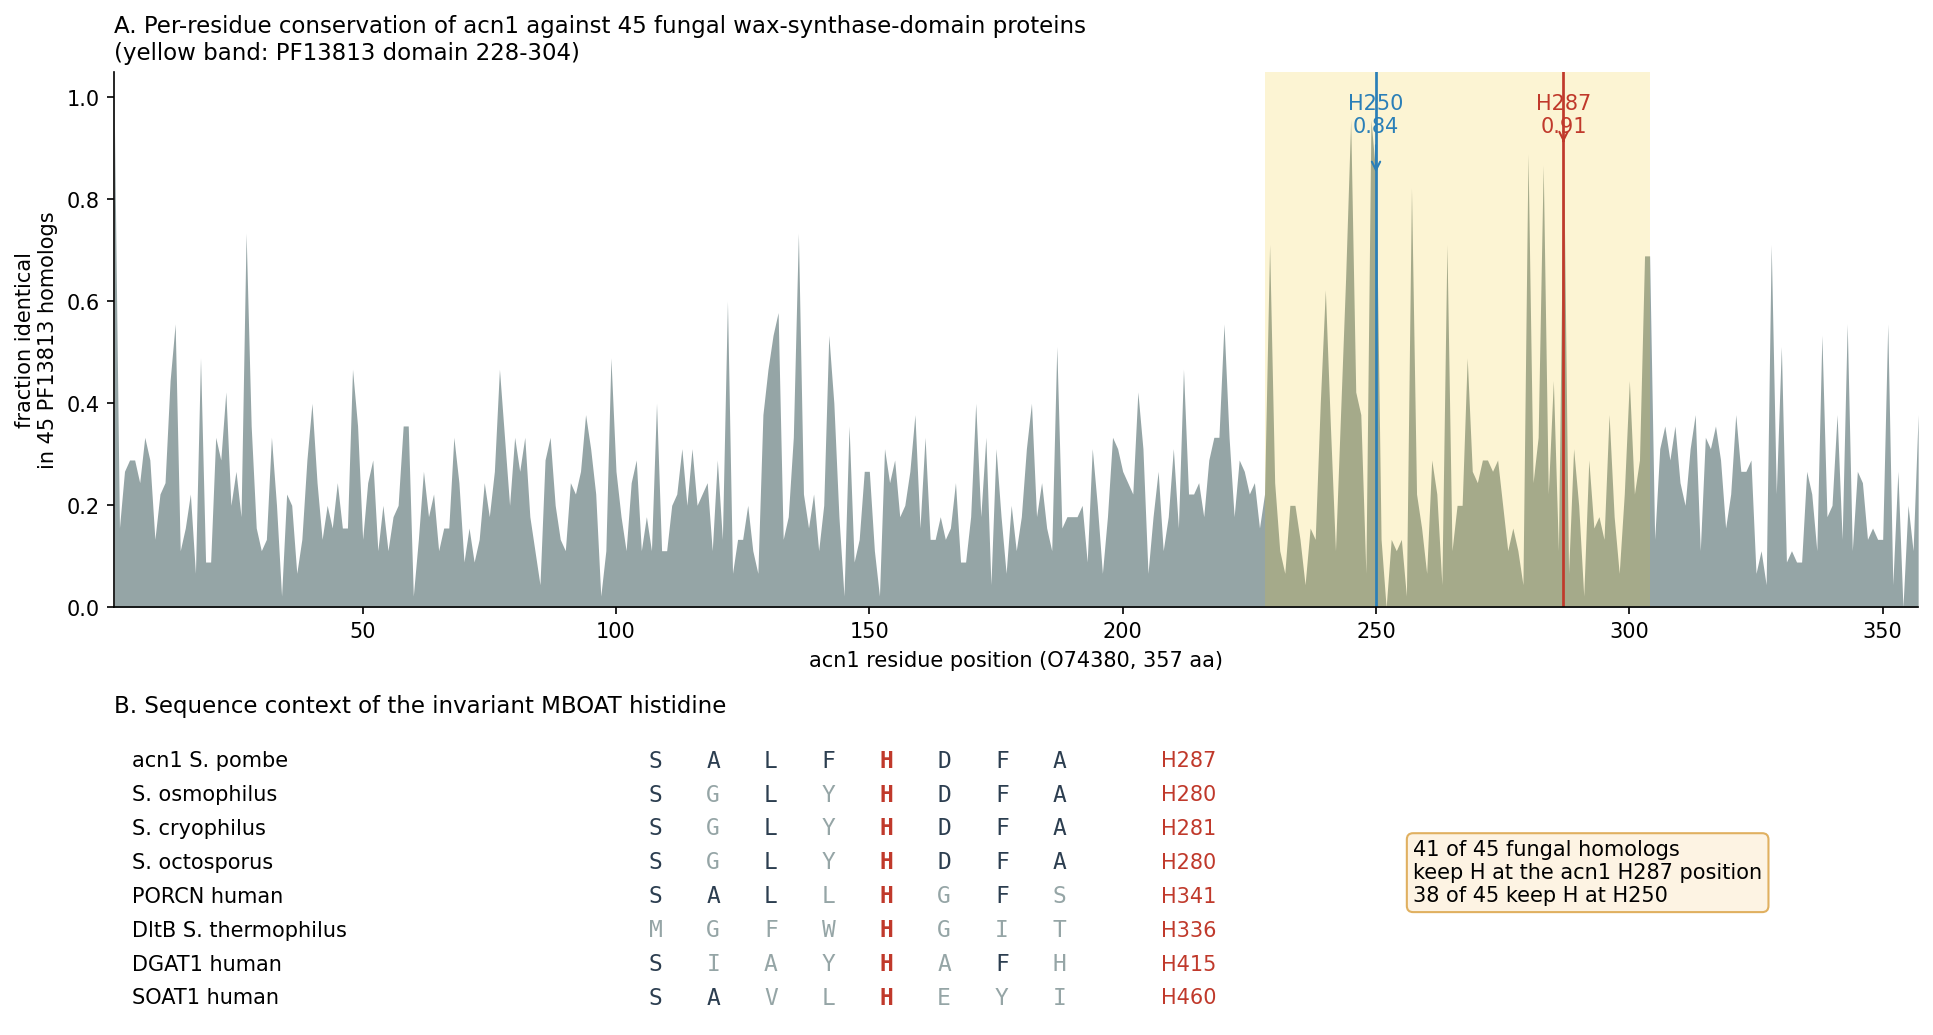 A. Per-residue conservation of acn1 against 45 fungal wax-synthase-domain proteins
(yellow band: PF13813 domain 228-304)
fraction identical
in 45 PF13813 homologs
1.0
0.8
0.6
0.4
0.2
0.0
H250
0.84
H287
0.91
50
100
150
200
250
300
350
acn1 residue position (O74380, 357 aa)
B. Sequence context of the invariant MBOAT histidine
acn1 S. pombe S A L F H D F A H287
S. osmophilus S G L Y H D F A H280
S. cryophilus S G L Y H D F A H281
S. octosporus S G L Y H D F A H280
PORCN human S A L L H G F S H341
DltB S. thermophilus M G F W H G I T H336
DGAT1 human S I A Y H A F H H415
SOAT1 human S A V L H E Y I H460
41 of 45 fungal homologs
keep H at the acn1 H287 position
38 of 45 keep H at H250